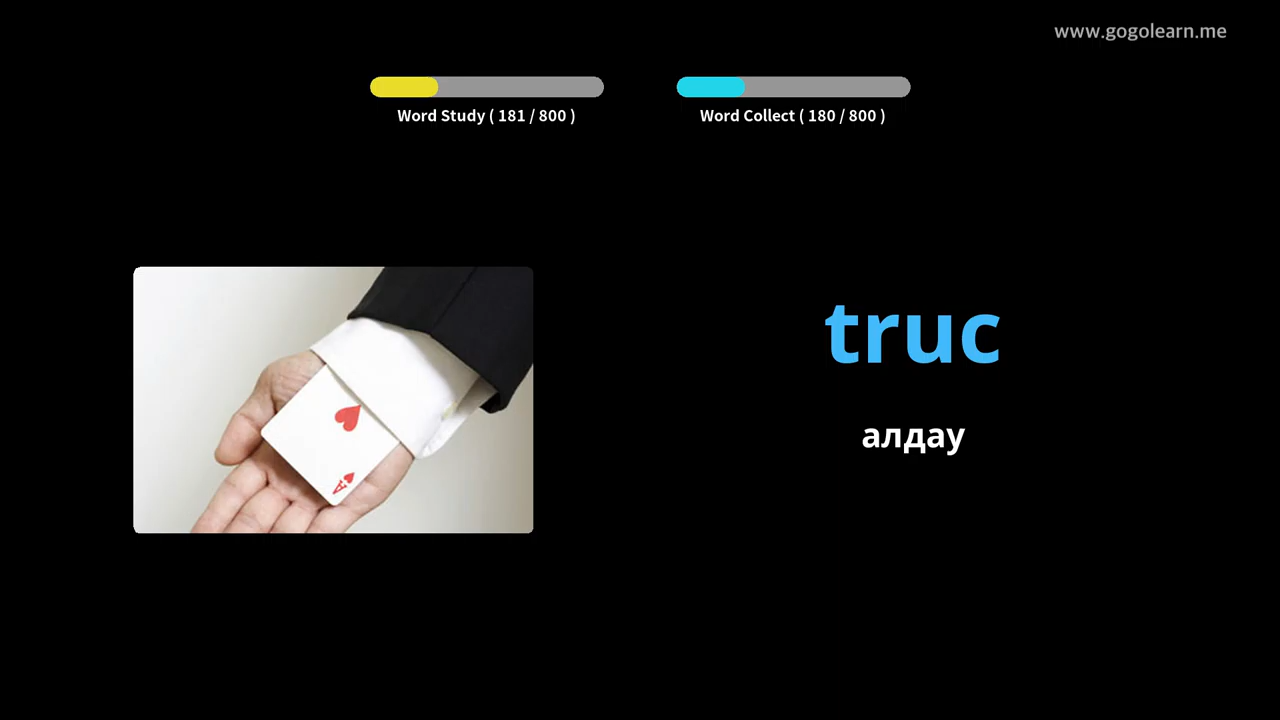 www.gogolearn.me
Word Study ( 181 / 800 )
Word Collect ( 180 / 800 )
truc
алдау
A